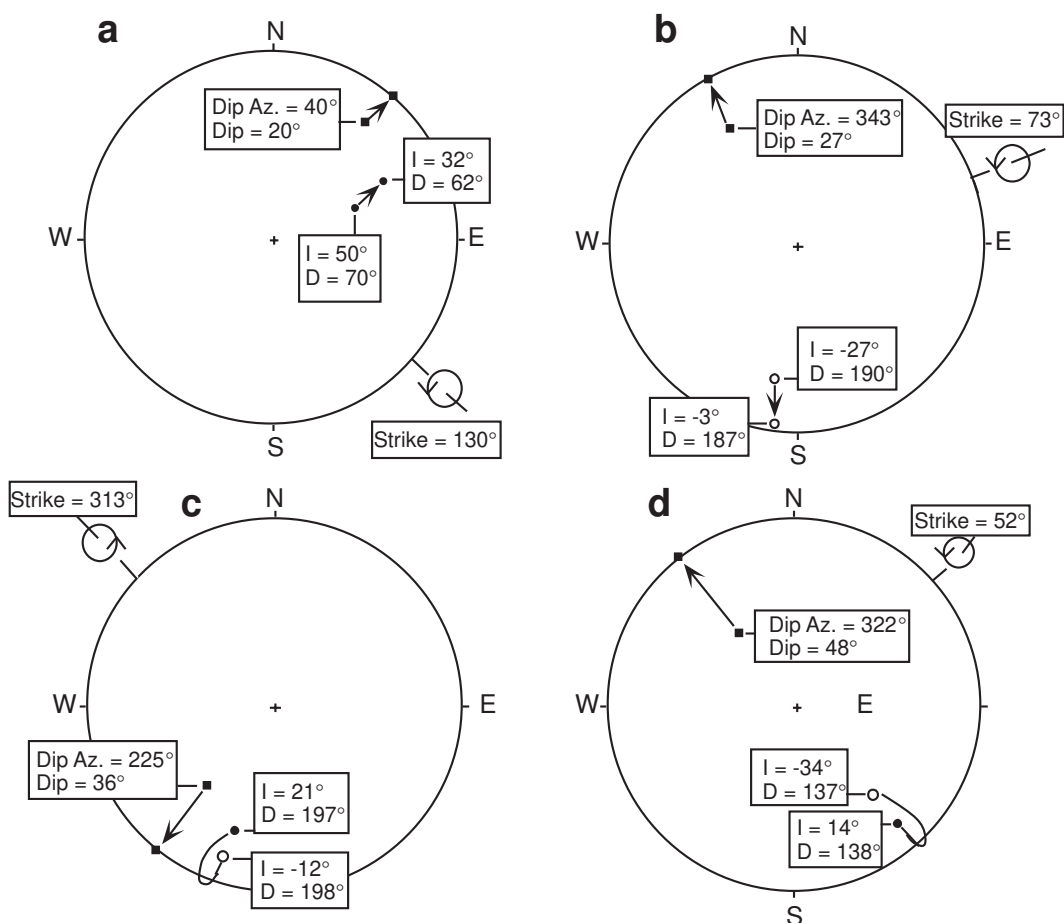 a
N
Dip Az. = 40°
Dip = 20°
I = 32°
D = 62°
W
E
I = 50°
D = 70°
S
Strike = 130°
b
N
Dip Az. = 343°
Dip = 27°
Strike = 73°
W
E
I = -27°
D = 190°
I = -3°
D = 187°
S
Strike = 313°
c
N
W
E
Dip Az. = 225°
Dip = 36°
I = 21°
D = 197°
I = -12°
D = 198°
d
N
Strike = 52°
Dip Az. = 322°
Dip = 48°
W
E
I = -34°
D = 137°
I = 14°
D = 138°
S